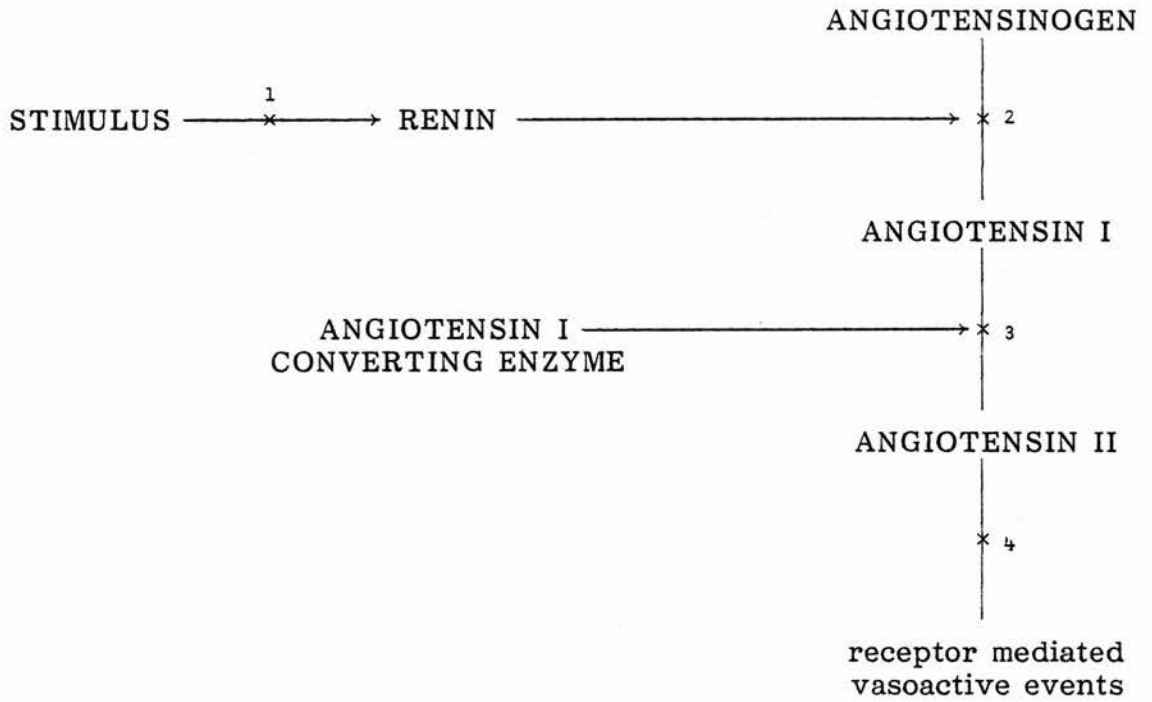 ANGIOTENSINOGEN
1
STIMULUS RENIN 2
ANGIOTENSIN I
ANGIOTENSIN I 3
CONVERTING ENZYME
ANGIOTENSIN II
4
receptor mediated
vasoactive events